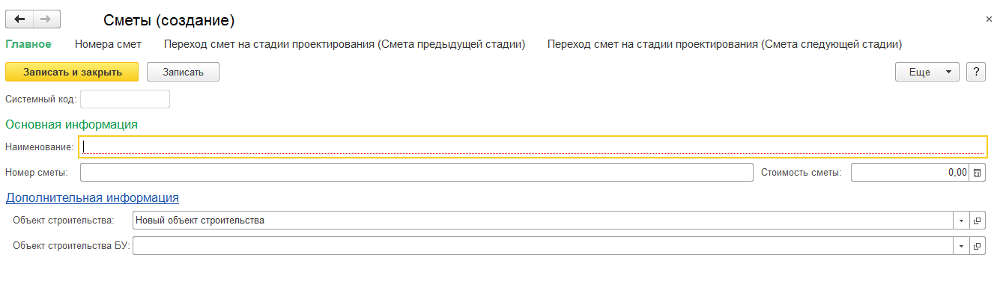 Сметы (создание)
Главное Номера смет Переход смет на стадии проектирования (Смета предыдущей стадии) Переход смет на стадии проектирования (Смета следующей стадии)
Записать и закрыть Записать Еще ?
Системный код:
Основная информация
Наименование:
Номер сметы: Стоимость сметы: 0,00
Дополнительная информация
Объект строительства: Новый объект строительства
Объект строительства БУ: